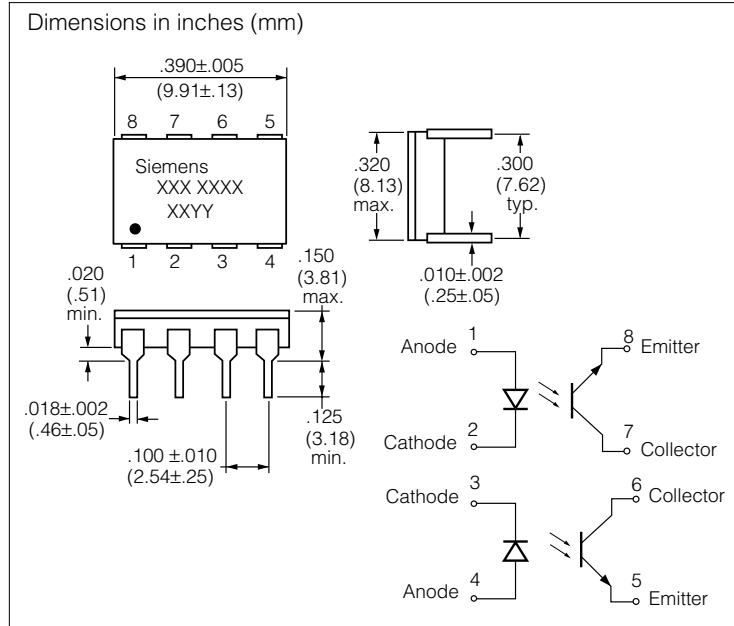 Dimensions in inches (mm)
.390±.005
(9.91±.13)
8 7 6 5
Siemens
XXX XXXX
XXYY
1 2 3 4
.320
(8.13)
max.
.300
(7.62)
typ.
.010±.002
(.25±.05)
.020
(.51)
min.
.150
(3.81)
max.
.018±.002
(.46±.05)
.100 ±.010
(2.54±.25)
.125
(3.18)
min.
Anode 1
8 Emitter
Cathode 2
7 Collector
Cathode 3
6 Collector
Anode 4
5 Emitter